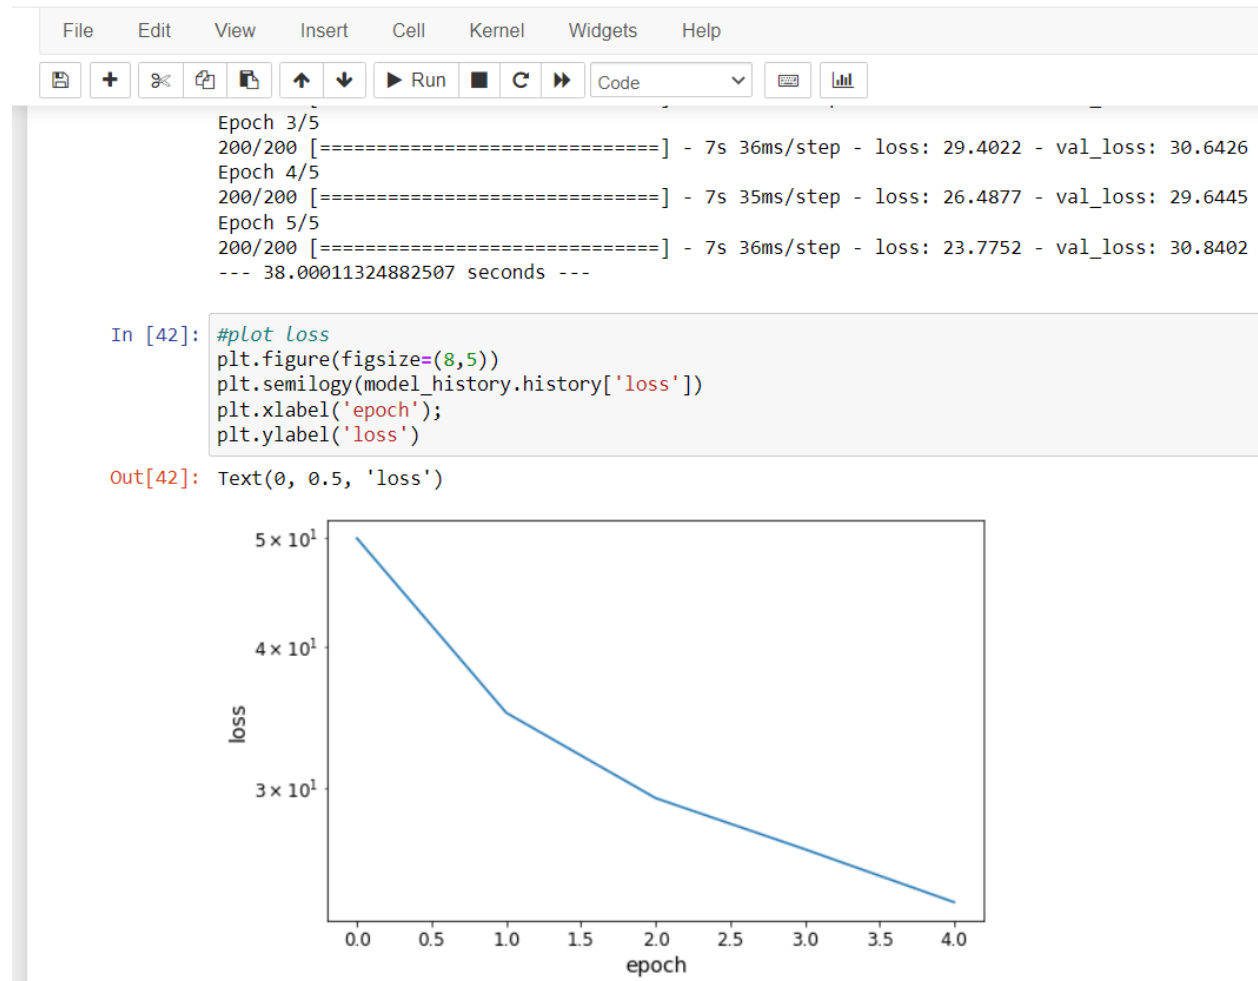 File Edit View Insert Cell Kernel Widgets Help
Run Code
Epoch 3/5
200/200 [==============================] - 7s 36ms/step - loss: 29.4022 - val_loss: 30.6426
Epoch 4/5
200/200 [==============================] - 7s 35ms/step - loss: 26.4877 - val_loss: 29.6445
Epoch 5/5
200/200 [==============================] - 7s 36ms/step - loss: 23.7752 - val_loss: 30.8402
--- 38.00011324882507 seconds ---
In [42]: #plot loss
plt.figure(figsize=(8,5))
plt.semilogy(model_history.history['loss'])
plt.xlabel('epoch');
plt.ylabel('loss')
Out[42]: Text(0, 0.5, 'loss')
5 × 10¹
4 × 10¹
3 × 10¹
loss
0.0 0.5 1.0 1.5 2.0 2.5 3.0 3.5 4.0
epoch